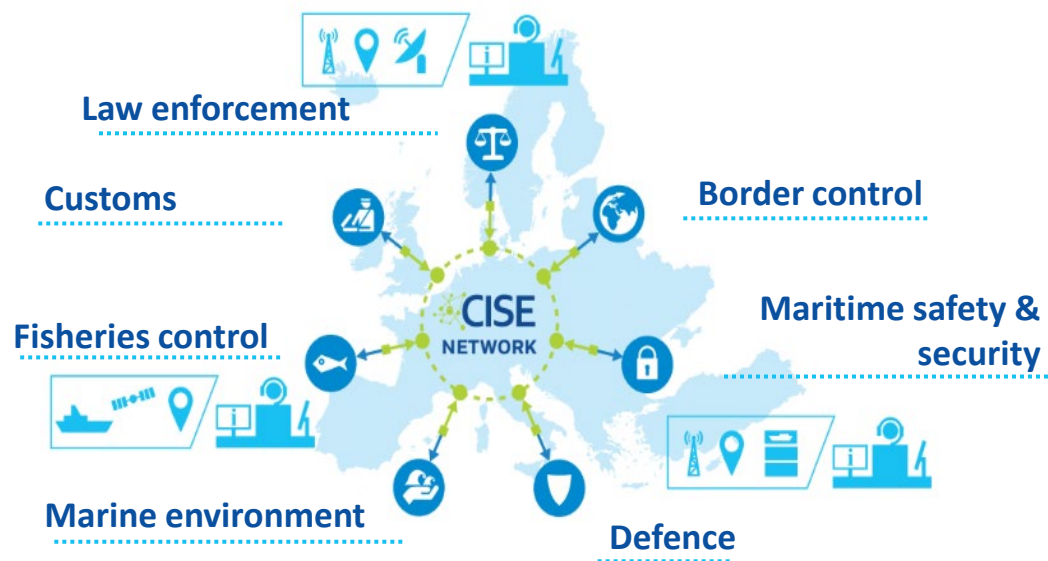 Law enforcement
Customs
Border control
CISE
NETWORK
Maritime safety &
security
Fisheries control
i
i
i
Marine environment
Defence